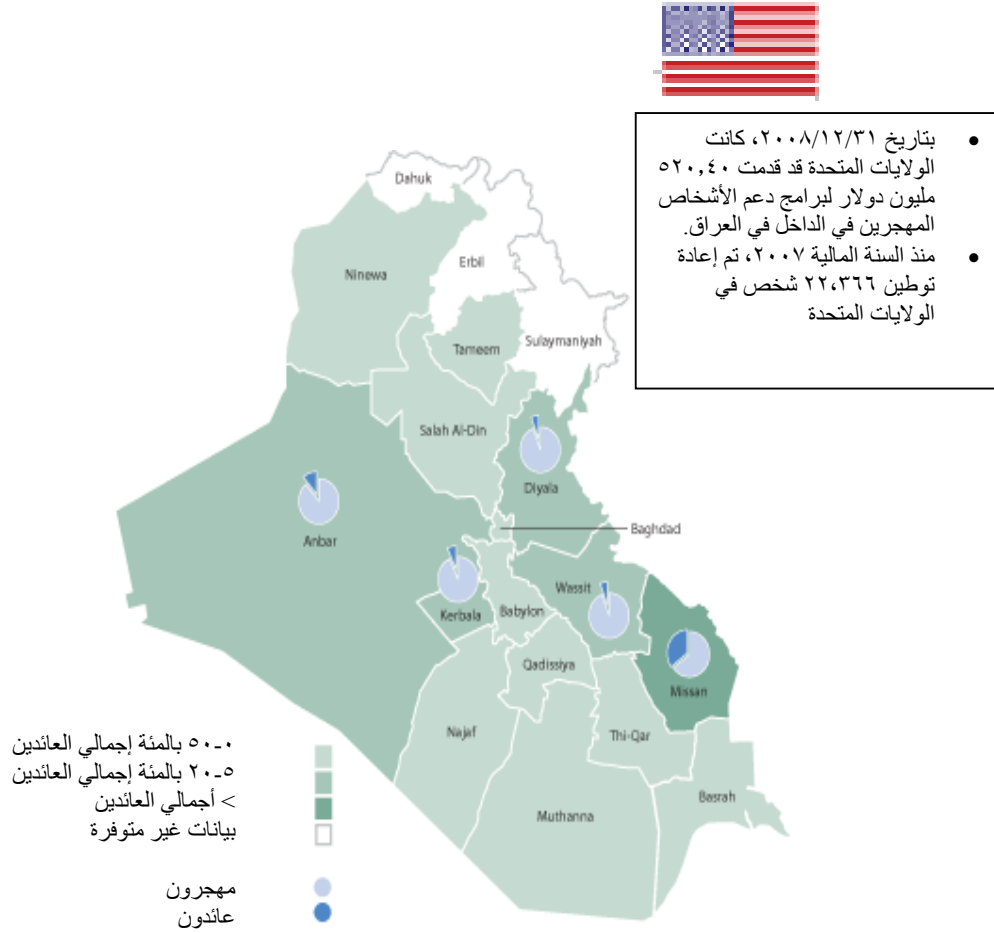 • بتاريخ ٢٠٠٨/١٢/٣١، كانت
الولايات المتحدة قد قدمت ٥٢٠,٤٠
مليون دولار لبرامج دعم الأشخاص
المهجرين في الداخل في العراق.
• منذ السنة المالية ٢٠٠٧، تم إعادة
توطين ٢٢،٣٦٦ شخص في
الولايات المتحدة
Dahuk
Ninewa
Erbil
Tameem
Sulaymaniyah
Salah Al-Din
Diyala
Anbar
Baghdad
Wassit
Kerbala
Babylon
Qadissiya
Missan
Najaf
Thi-Qar
Basrah
Muthanna
٠-٥٠ بالمئة إجمالي العائدين
٥-٢٠ بالمئة إجمالي العائدين
> أجمالي العائدين
بيانات غير متوفرة
مهجرون
عائدون